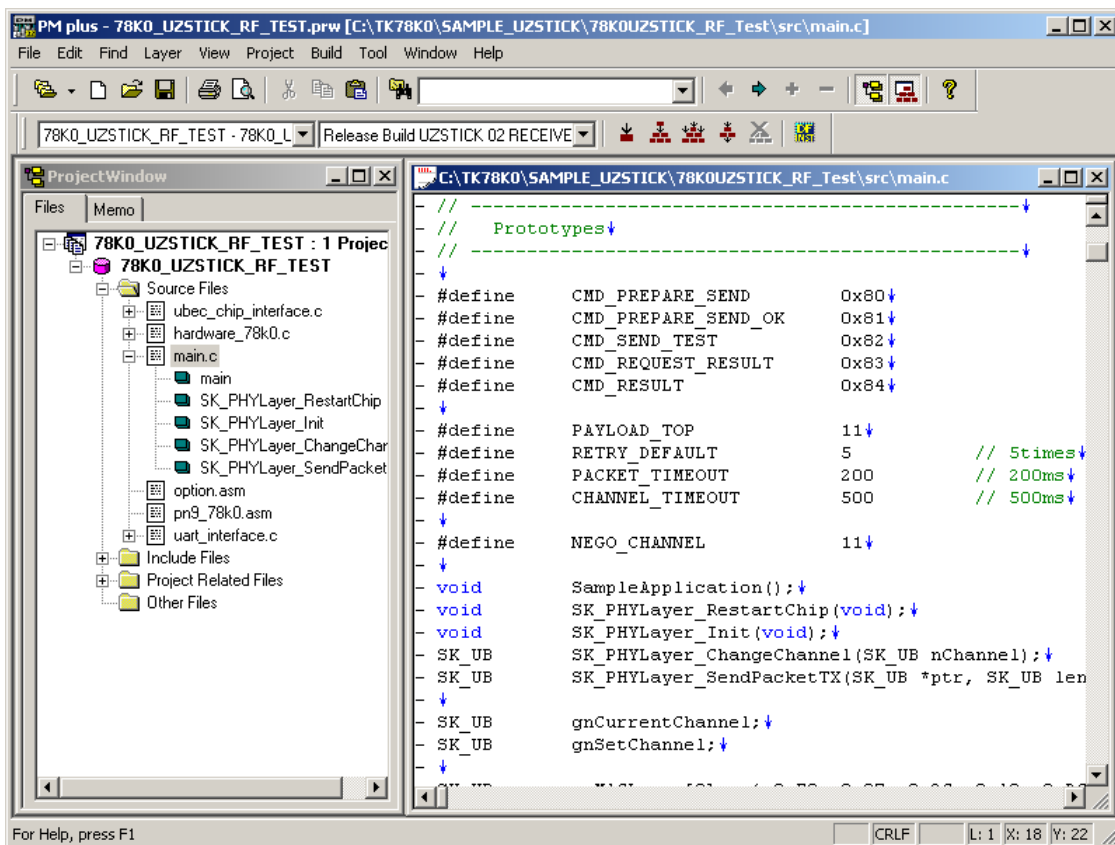 PM plus - 78K0_UZSTICK_RF_TEST.prw [C:\TK78K0\SAMPLE_UZSTICK\78K0UZSTICK_RF_Test\src\main.c]
File Edit Find Layer View Project Build Tool Window Help
78K0_UZSTICK_RF_TEST - 78K0_U Release Build UZSTICK 02 RECEIVE
ProjectWindow
Files Memo
78K0_UZSTICK_RF_TEST : 1 Projec
78K0_UZSTICK_RF_TEST
Source Files
ubec_chip_interface.c
hardware_78k0.c
main.c
main
SK_PHYLayer_RestartChip
SK_PHYLayer_Init
SK_PHYLayer_ChangeChar
SK_PHYLayer_SendPacket
option.asm
pn9_78k0.asm
uart_interface.c
Include Files
Project Related Files
Other Files
C:\TK78K0\SAMPLE_UZSTICK\78K0UZSTICK_RF_Test\src\main.c
// -------------------------------------------------
// Prototypes
// -------------------------------------------------
#define CMD_PREPARE_SEND 0x80
#define CMD_PREPARE_SEND_OK 0x81
#define CMD_SEND_TEST 0x82
#define CMD_REQUEST_RESULT 0x83
#define CMD_RESULT 0x84
#define PAYLOAD_TOP 11
#define RETRY_DEFAULT 5 // 5times
#define PACKET_TIMEOUT 200 // 200ms
#define CHANNEL_TIMEOUT 500 // 500ms
#define NEGO_CHANNEL 11
void SampleApplication();
void SK_PHYLayer_RestartChip(void);
void SK_PHYLayer_Init(void);
SK_UB SK_PHYLayer_ChangeChannel(SK_UB nChannel);
SK_UB SK_PHYLayer_SendPacketTX(SK_UB *ptr, SK_UB len
SK_UB gnCurrentChannel;
SK_UB gnSetChannel;
For Help, press F1
CRLF L: 1 X: 18 Y: 22